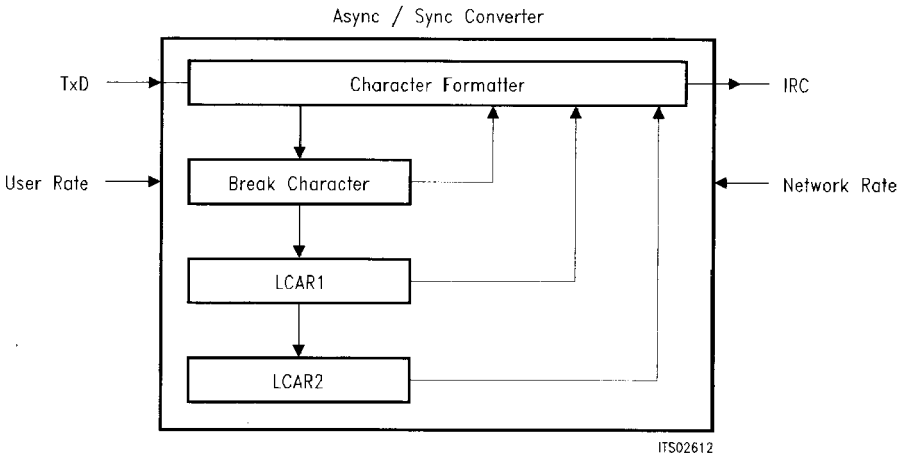 Async / Sync Converter
TxD
Character Formatter
IRC
User Rate
Break Character
Network Rate
LCAR1
LCAR2
ITS02612